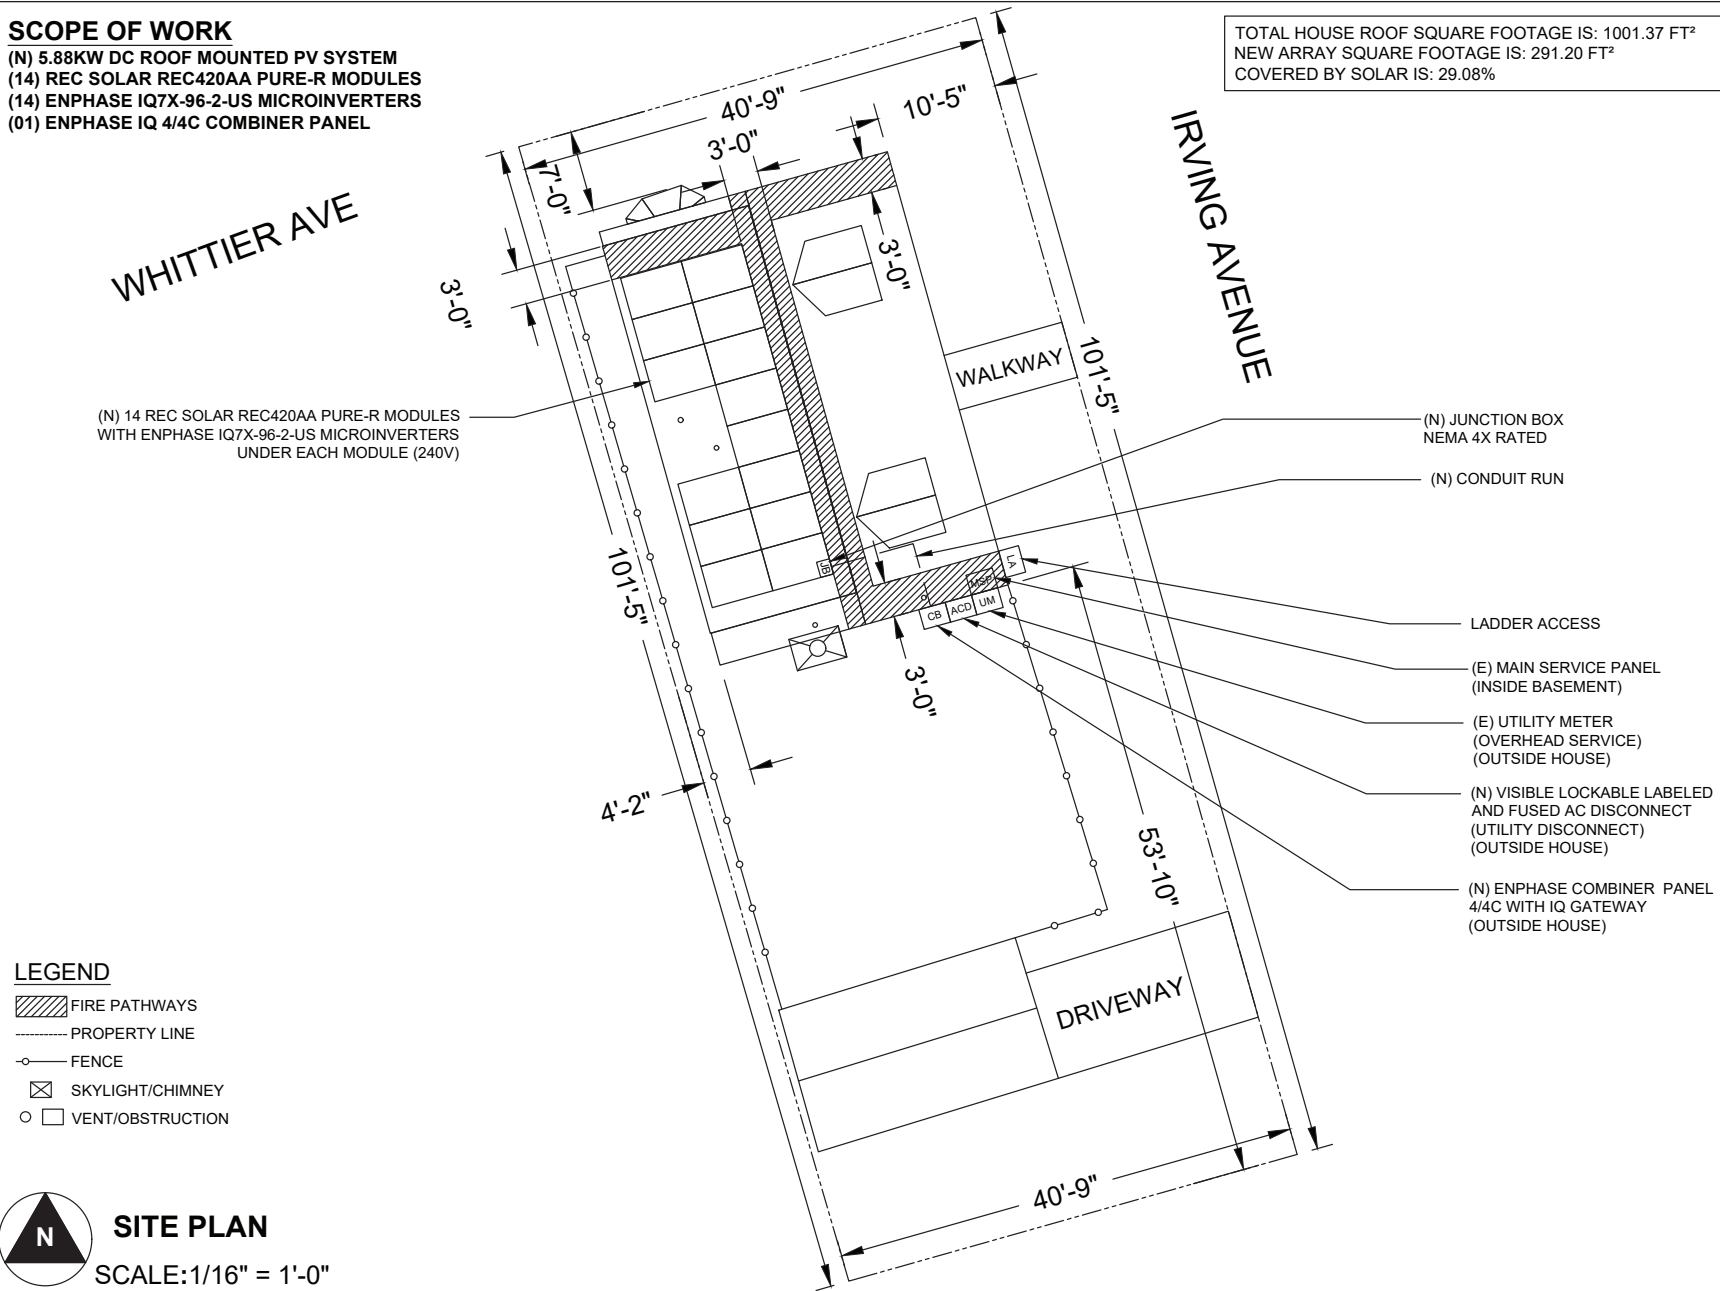 SCOPE OF WORK
(N) 5.88KW DC ROOF MOUNTED PV SYSTEM
(14) REC SOLAR REC420AA PURE-R MODULES
(14) ENPHASE IQ7X-96-2-US MICROINVERTERS
(01) ENPHASE IQ 4/4C COMBINER PANEL
TOTAL HOUSE ROOF SQUARE FOOTAGE IS: 1001.37 FT²
NEW ARRAY SQUARE FOOTAGE IS: 291.20 FT²
COVERED BY SOLAR IS: 29.08%
40'-9"
10'-5"
3'-0"
7'-0"
WHITTIER AVE
IRVING AVENUE
3'-0"
3'-0"
WALKWAY
101'-5"
(N) 14 REC SOLAR REC420AA PURE-R MODULES
WITH ENPHASE IQ7X-96-2-US MICROINVERTERS
UNDER EACH MODULE (240V)
(N) JUNCTION BOX
NEMA 4X RATED
(N) CONDUIT RUN
101'-5"
JB
LA
MSP
CB
ACD
UM
LADDER ACCESS
(E) MAIN SERVICE PANEL
(INSIDE BASEMENT)
3'-0"
(E) UTILITY METER
(OVERHEAD SERVICE)
(OUTSIDE HOUSE)
4'-2"
(N) VISIBLE LOCKABLE LABELED
AND FUSED AC DISCONNECT
(UTILITY DISCONNECT)
(OUTSIDE HOUSE)
53'-10"
(N) ENPHASE COMBINER PANEL
4/4C WITH IQ GATEWAY
(OUTSIDE HOUSE)
DRIVEWAY
LEGEND
FIRE PATHWAYS
PROPERTY LINE
FENCE
SKYLIGHT/CHIMNEY
VENT/OBSTRUCTION
40'-9"
N
SITE PLAN
SCALE:1/16" = 1'-0"